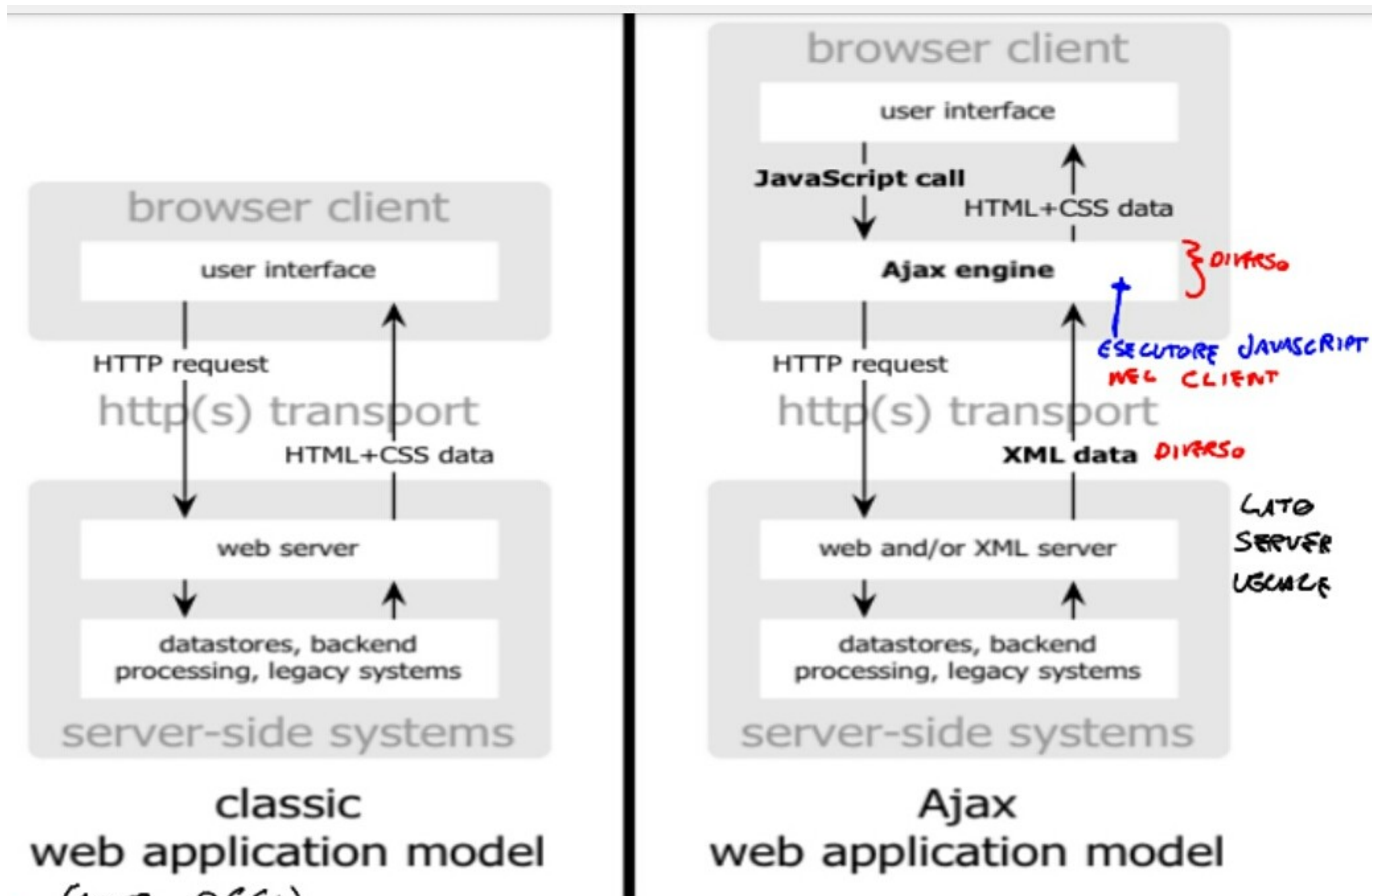 browser client
user interface
HTTP request
http(s) transport
HTML+CSS data
web server
datastores, backend
processing, legacy systems
server-side systems
classic
web application model
browser client
user interface
JavaScript call
HTML+CSS data
Ajax engine
DIVERSO
ESECUTORE JAVASCRIPT
NEL CLIENT
HTTP request
http(s) transport
XML data DIVERSO
web and/or XML server
LATO
SERVER
UGUALE
datastores, backend
processing, legacy systems
server-side systems
Ajax
web application model